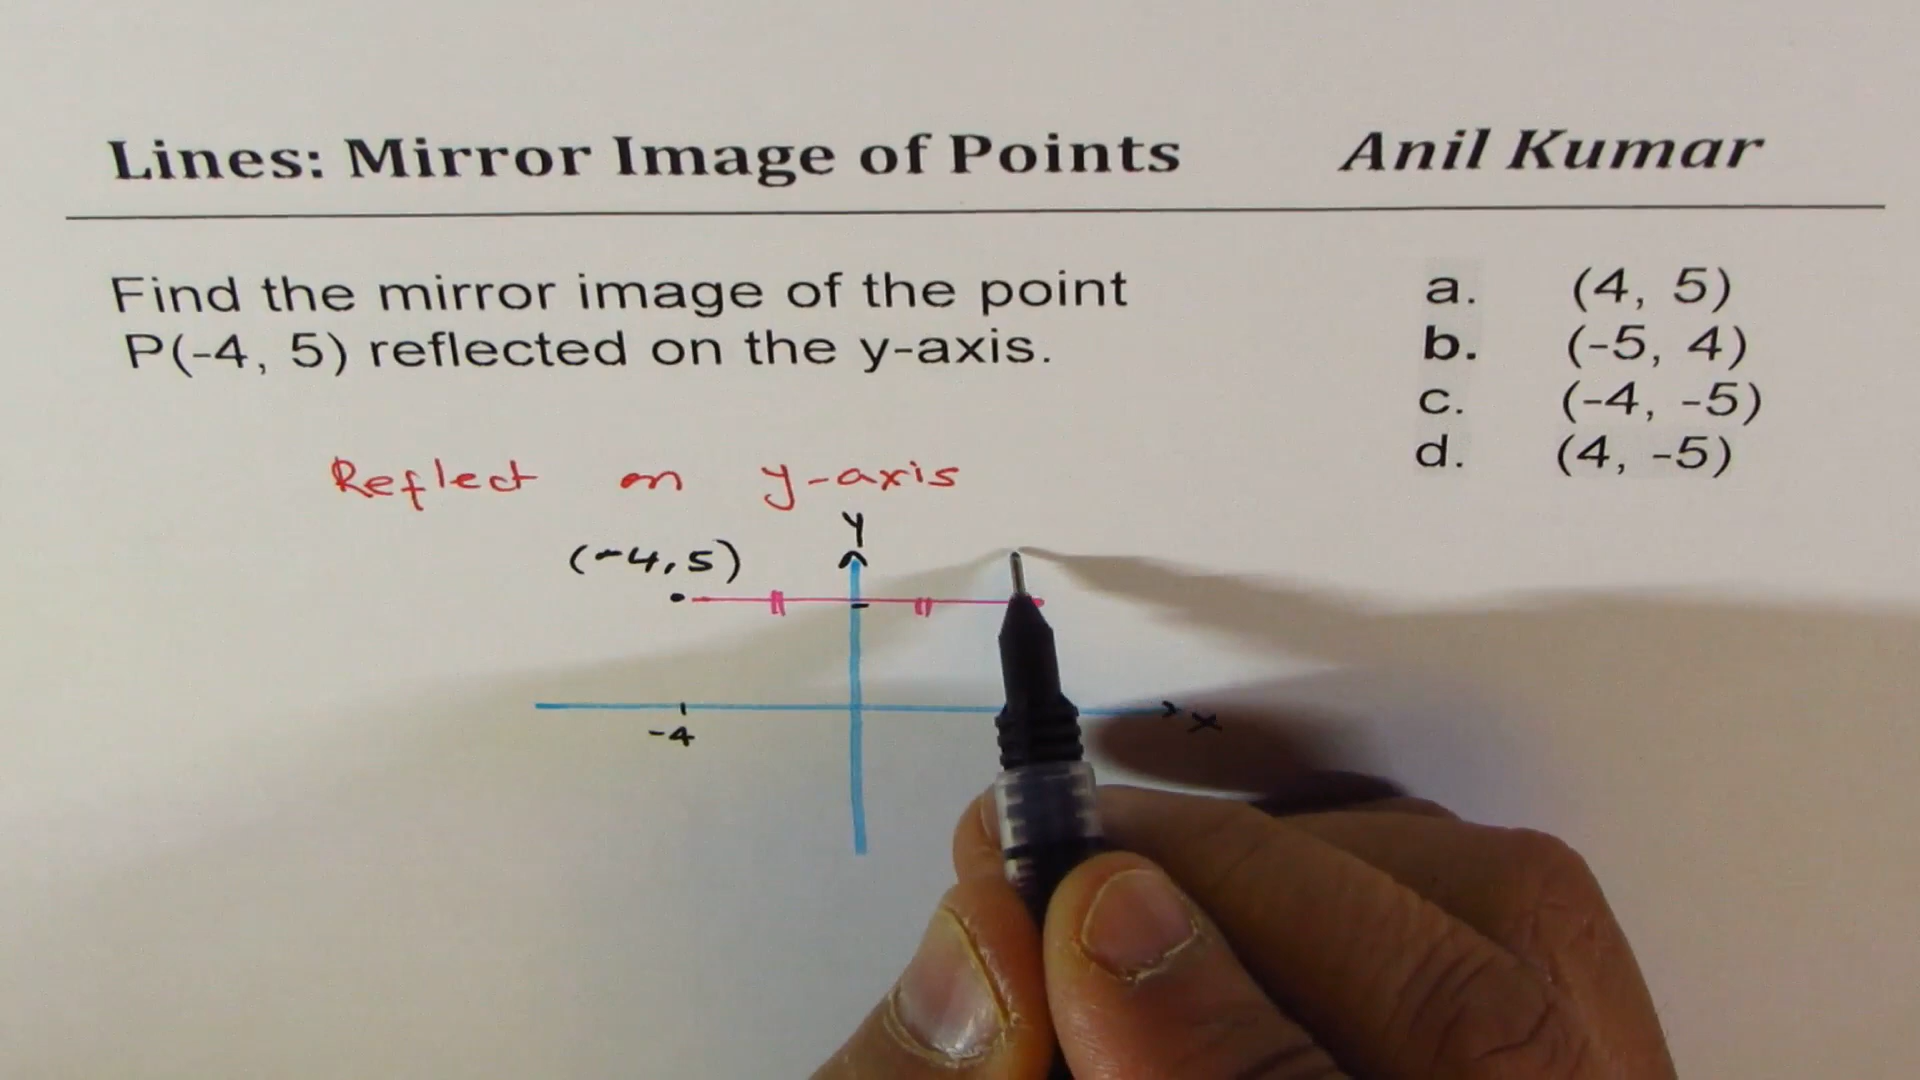 Lines: Mirror Image of Points Anil Kumar
Find the mirror image of the point
P(-4, 5) reflected on the y-axis.
a. (4, 5)
b. (-5, 4)
c. (-4, -5)
d. (4, -5)
Reflect on y-axis
Y
(-4,5)
-4
x